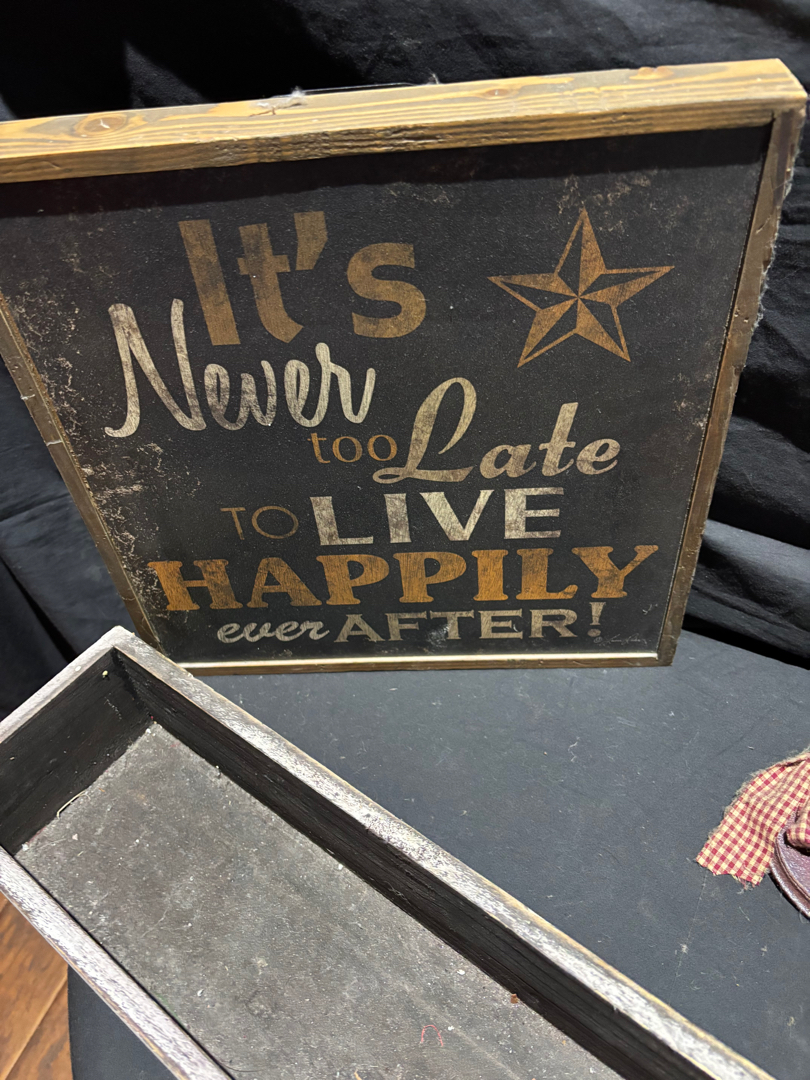 It's
Never
too Late
TO LIVE
HAPPILY
ever AFTER!